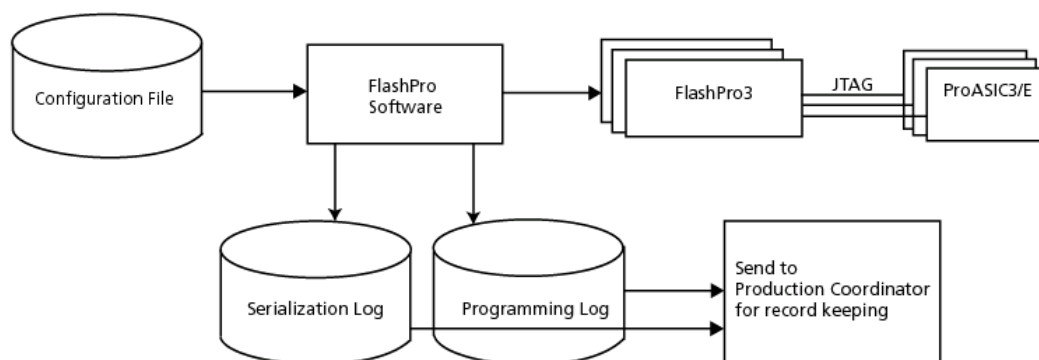 Configuration File
FlashPro
Software
FlashPro3
JTAG
ProASIC3/E
Serialization Log
Programming Log
Send to
Production Coordinator
for record keeping